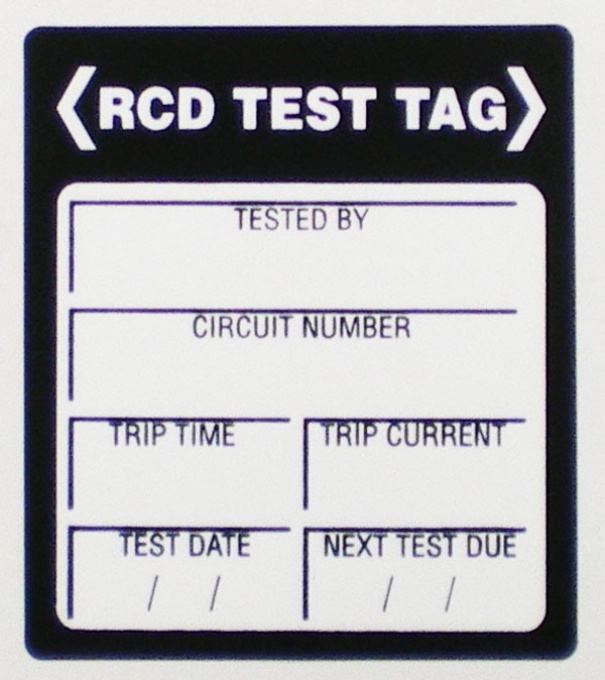 RCD TEST TAG
TESTED BY
CIRCUIT NUMBER
TRIP TIME TRIP CURRENT
TEST DATE NEXT TEST DUE
/ / / /